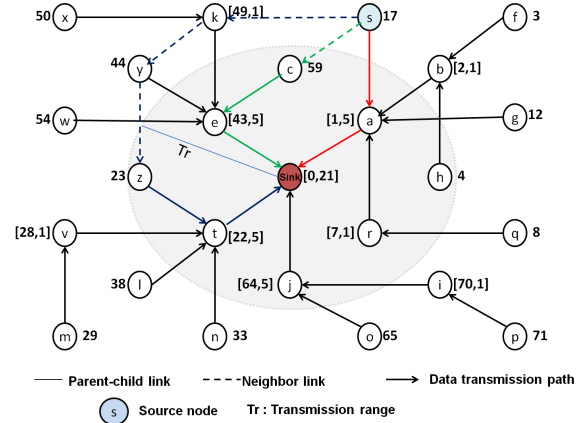 50 x k [49,1] s 17 f 3
44 y c 59 b [2,1]
54 w e [43,5] [1,5] a g 12
Tr
23 z Sink [0,21] h 4
[28,1] v t [22,5] [7,1] r q 8
38 l [64,5] j i [70,1]
m 29 n 33 o 65 p 71
Parent-child link Neighbor link Data transmission path
s Source node Tr : Transmission range